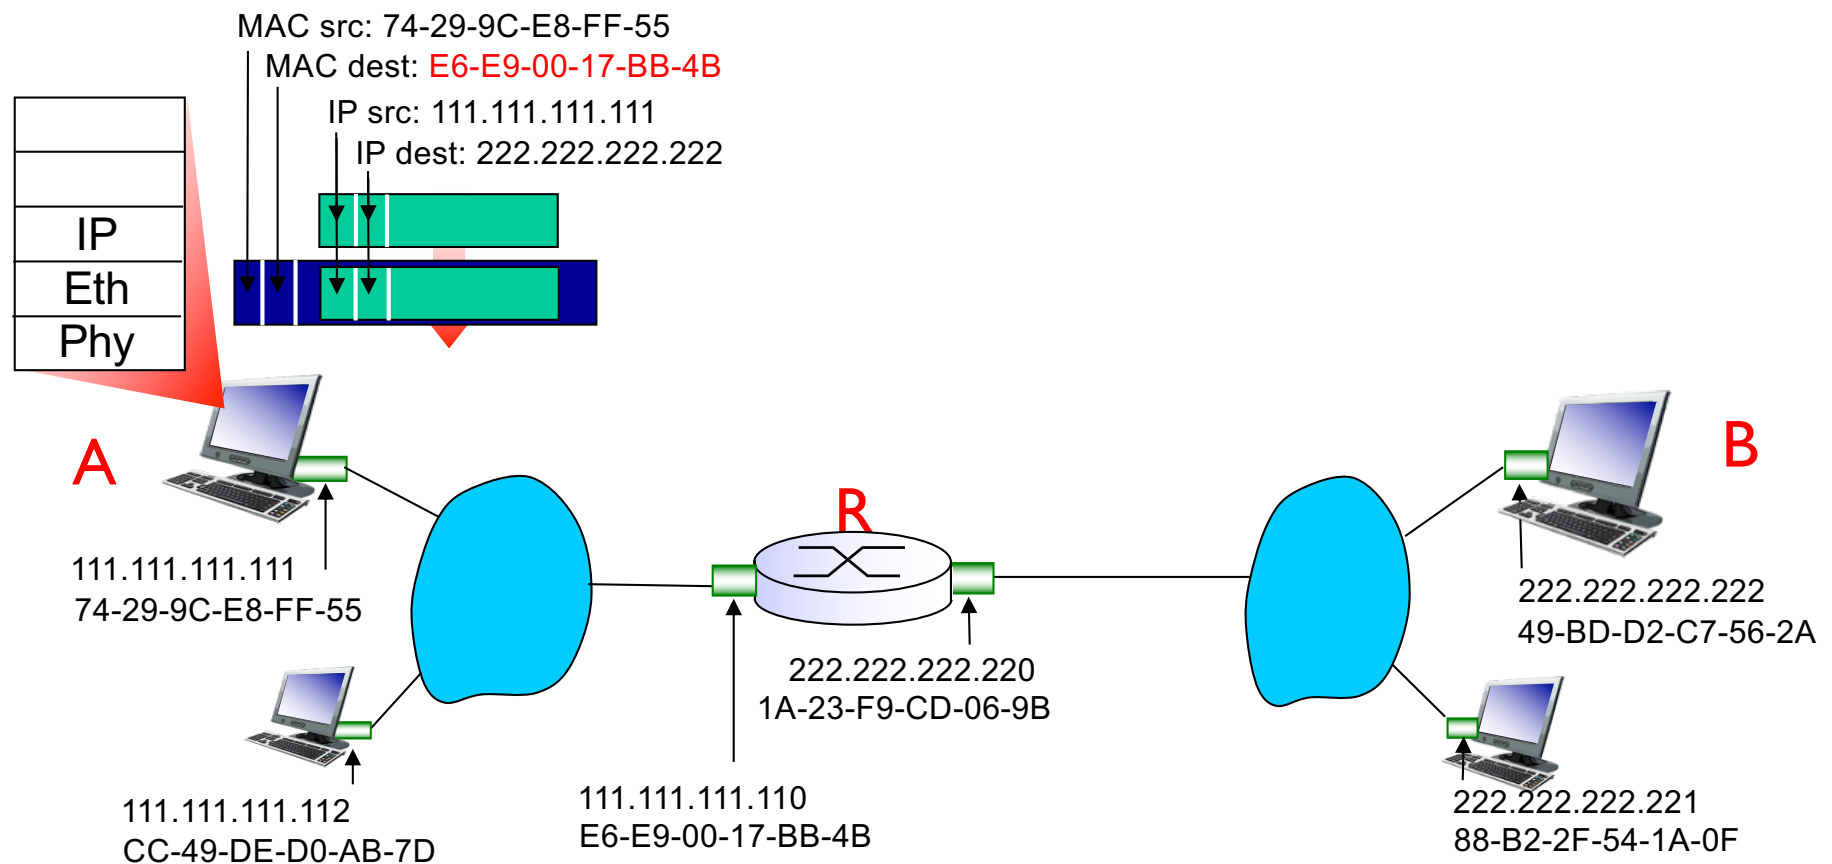 MAC src: 74-29-9C-E8-FF-55
MAC dest: E6-E9-00-17-BB-4B
IP src: 111.111.111.111
IP dest: 222.222.222.222
IP
Eth
Phy
A
R
B
111.111.111.111
74-29-9C-E8-FF-55
222.222.222.222
49-BD-D2-C7-56-2A
222.222.222.220
1A-23-F9-CD-06-9B
111.111.111.112
CC-49-DE-D0-AB-7D
111.111.111.110
E6-E9-00-17-BB-4B
222.222.222.221
88-B2-2F-54-1A-0F